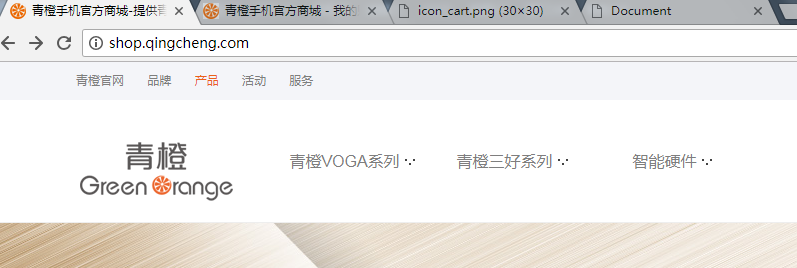 青橙手机官方商城-提供青
青橙手机官方商城 - 我的
icon_cart.png (30×30)
Document
shop.qingcheng.com
青橙官网 品牌 产品 活动 服务
青橙
Green Orange
青橙VOGA系列 青橙三好系列 智能硬件